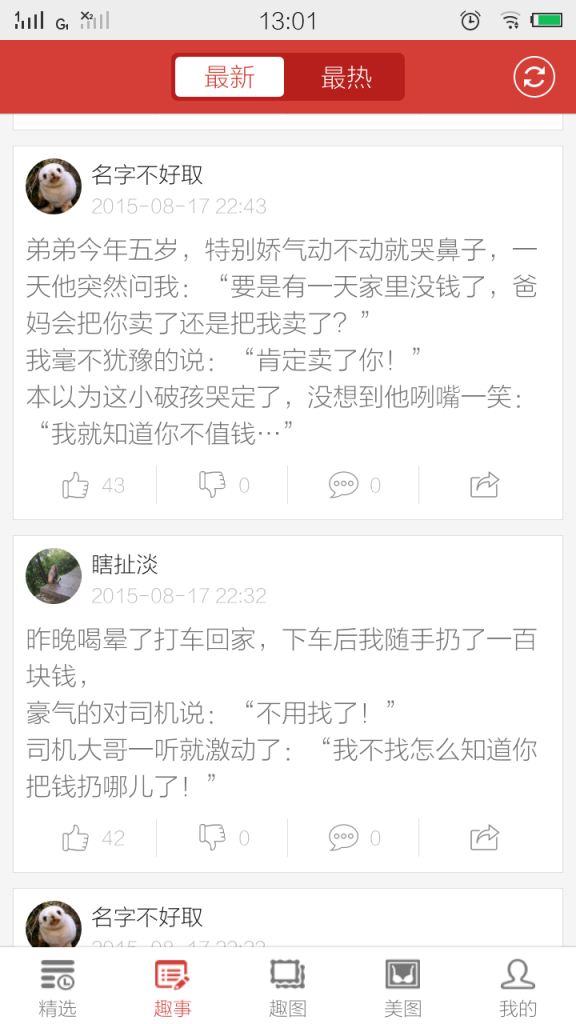 13:01
最新 最热
名字不好取
2015-08-17 22:43
弟弟今年五岁，特别娇气动不动就哭鼻子，一
天他突然问我：“要是有一天家里没钱了，爸
妈会把你卖了还是把我卖了？”
我毫不犹豫的说：“肯定卖了你！”
本以为这小破孩哭定了，没想到他咧嘴一笑：
“我就知道你不值钱…”
43 0 0
瞎扯淡
2015-08-17 22:32
昨晚喝晕了打车回家，下车后我随手扔了一百
块钱，
豪气的对司机说：“不用找了！”
司机大哥一听就激动了：“我不找怎么知道你
把钱扔哪儿了！”
42 0 0
名字不好取
精选 趣事 趣图 美图 我的